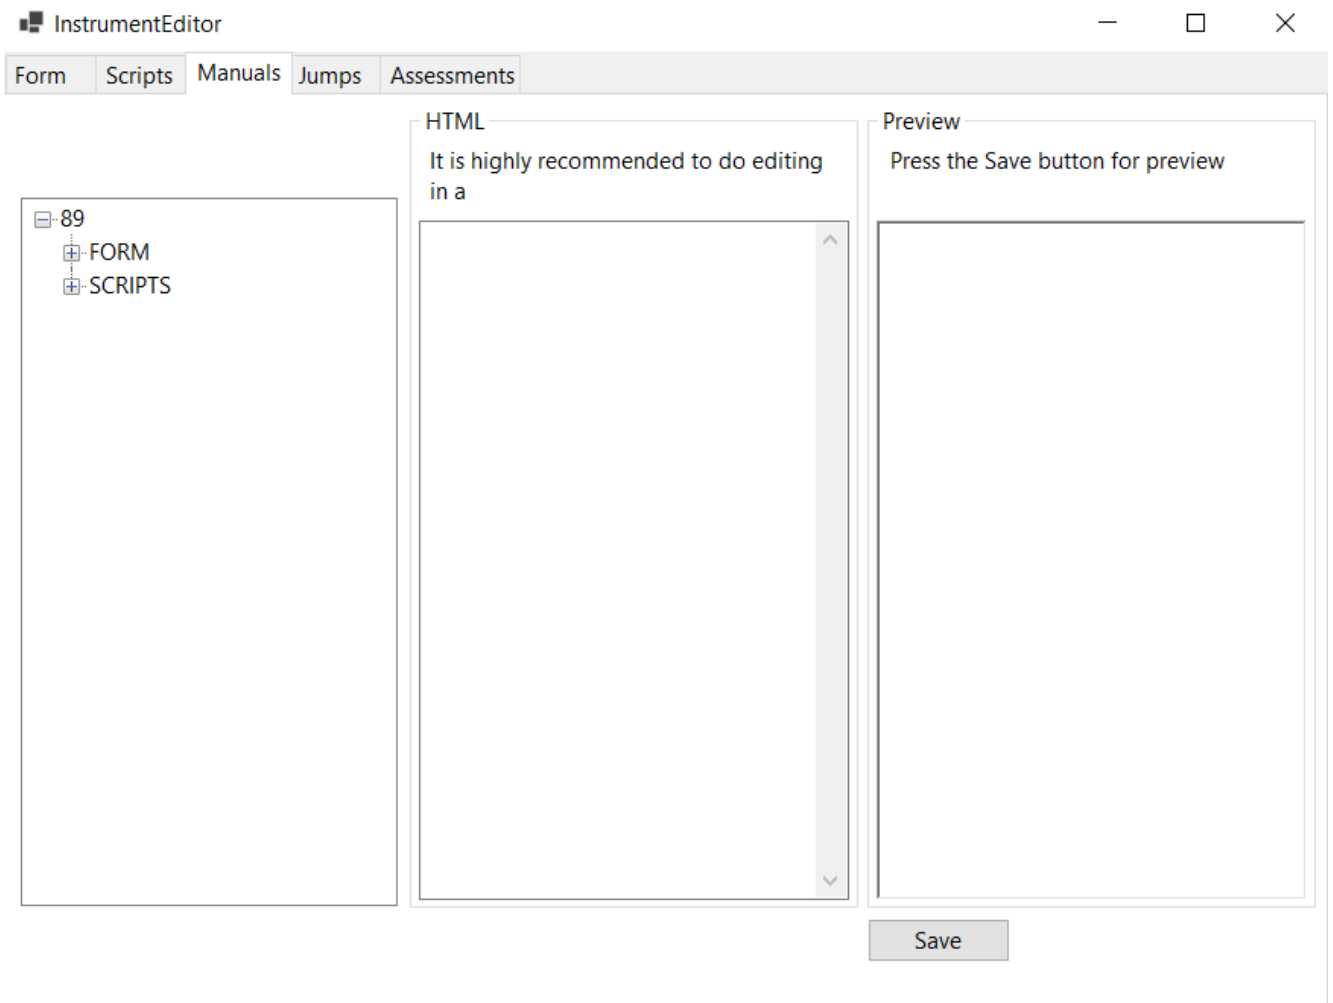 InstrumentEditor
Form Scripts Manuals Jumps Assessments
HTML
It is highly recommended to do editing
in a
Preview
Press the Save button for preview
89
FORM
SCRIPTS
Save